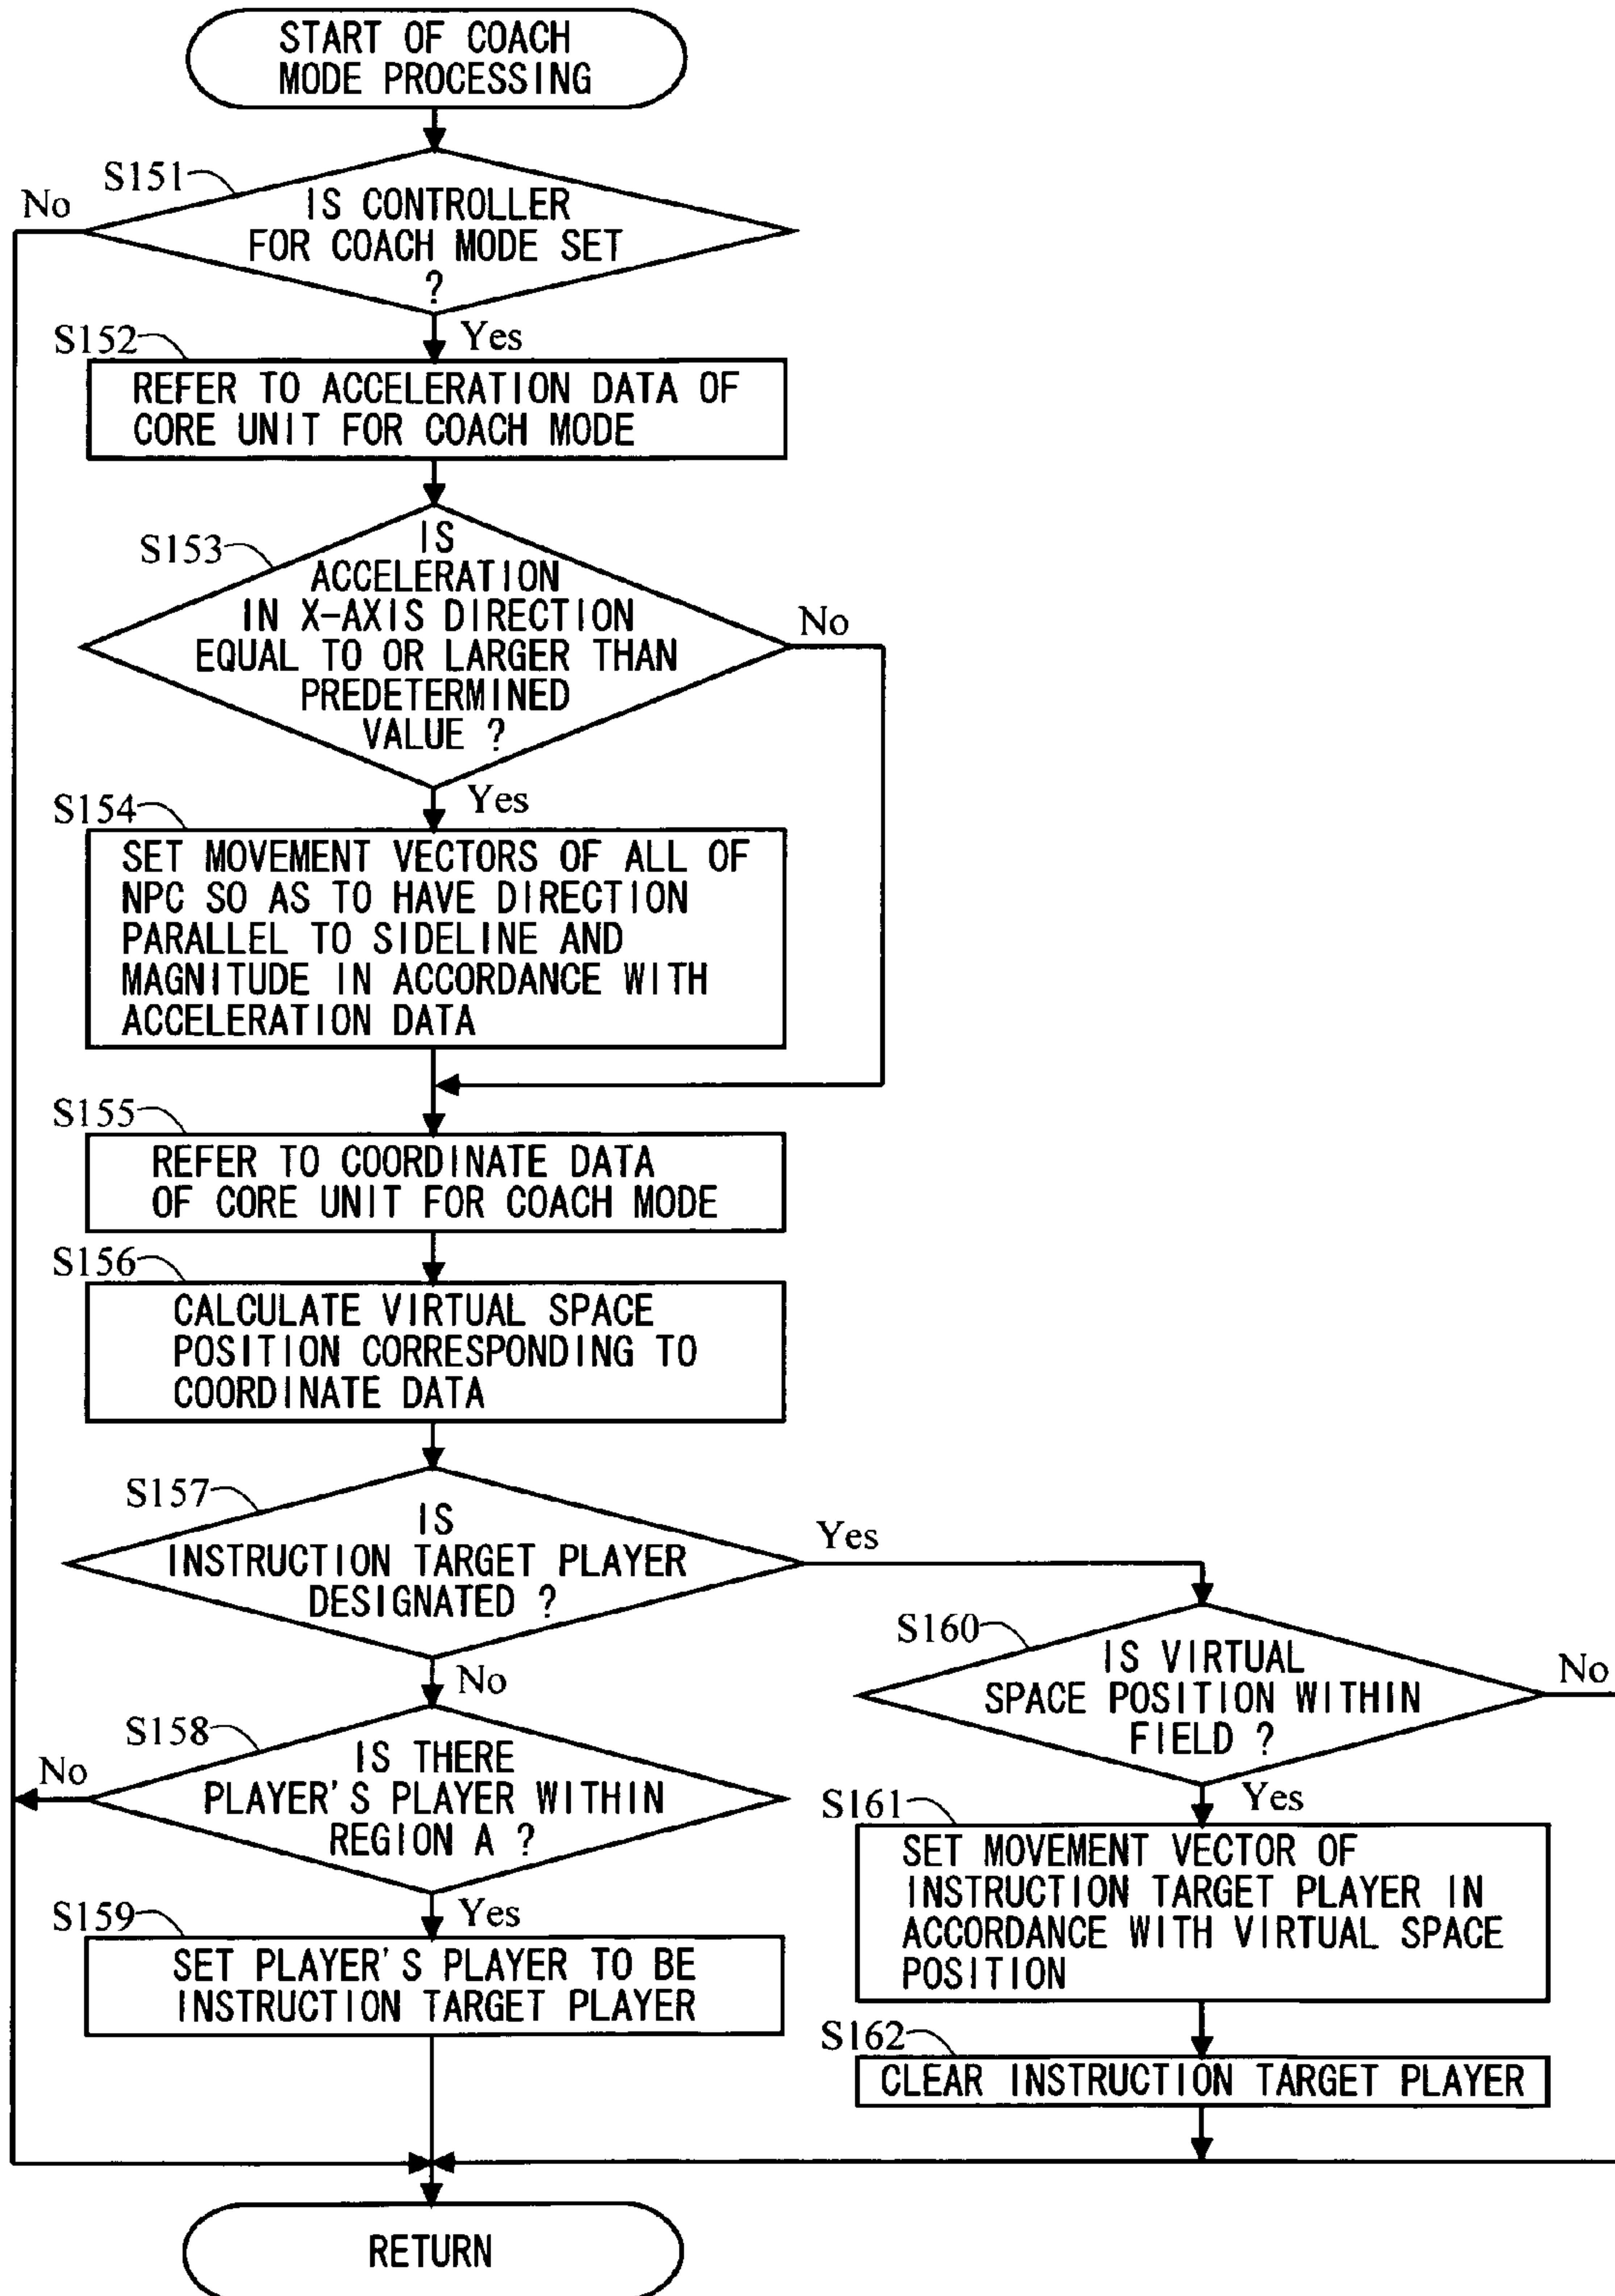 START OF COACH
MODE PROCESSING
S151
No
IS CONTROLLER
FOR COACH MODE SET
?
Yes
S152
REFER TO ACCELERATION DATA OF
CORE UNIT FOR COACH MODE
S153
IS
ACCELERATION
IN X-AXIS DIRECTION
EQUAL TO OR LARGER THAN
PREDETERMINED
VALUE ?
No
Yes
S154
SET MOVEMENT VECTORS OF ALL OF
NPC SO AS TO HAVE DIRECTION
PARALLEL TO SIDELINE AND
MAGNITUDE IN ACCORDANCE WITH
ACCELERATION DATA
S155
REFER TO COORDINATE DATA
OF CORE UNIT FOR COACH MODE
S156
CALCULATE VIRTUAL SPACE
POSITION CORRESPONDING TO
COORDINATE DATA
S157
IS
INSTRUCTION TARGET PLAYER
DESIGNATED ?
Yes
No
S158
No
IS THERE
PLAYER'S PLAYER WITHIN
REGION A ?
Yes
S159
SET PLAYER'S PLAYER TO BE
INSTRUCTION TARGET PLAYER
S160
IS VIRTUAL
SPACE POSITION WITHIN
FIELD ?
No
Yes
S161
SET MOVEMENT VECTOR OF
INSTRUCTION TARGET PLAYER IN
ACCORDANCE WITH VIRTUAL SPACE
POSITION
S162
CLEAR INSTRUCTION TARGET PLAYER
RETURN